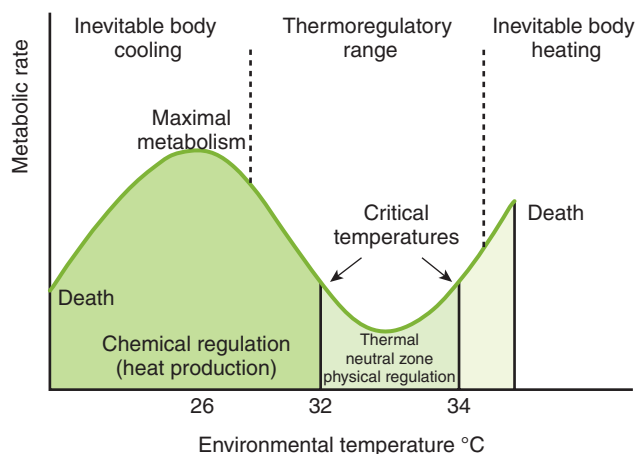 Inevitable body
cooling
Thermoregulatory
range
Inevitable body
heating
Metabolic rate
Maximal
metabolism
Critical
temperatures
Death
Death
Chemical regulation
(heat production)
Thermal
neutral zone
physical regulation
26
32
34
Environmental temperature °C